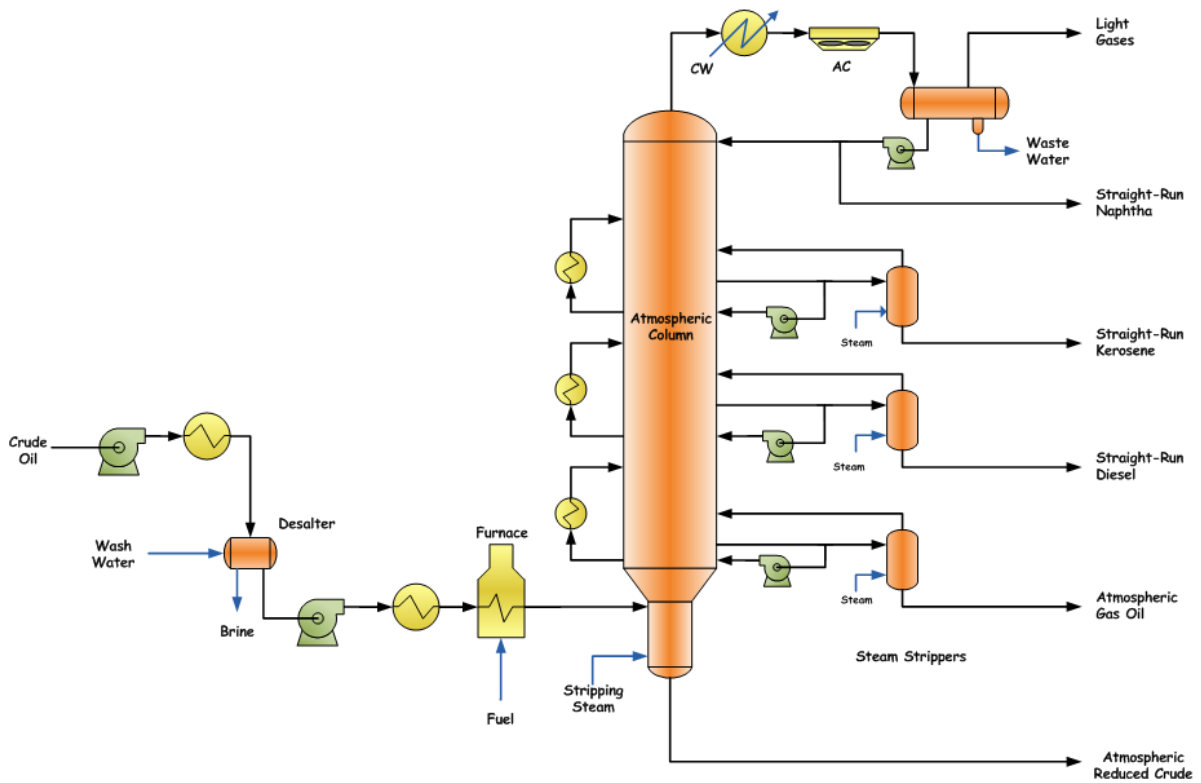 Light
Gases
CW
AC
Waste
Water
Straight-Run
Naphtha
Atmospheric
Column
Steam
Straight-Run
Kerosene
Crude
Oil
Steam
Straight-Run
Diesel
Desalter
Furnace
Wash
Water
Steam
Brine
Atmospheric
Gas Oil
Steam Strippers
Stripping
Steam
Fuel
Atmospheric
Reduced Crude